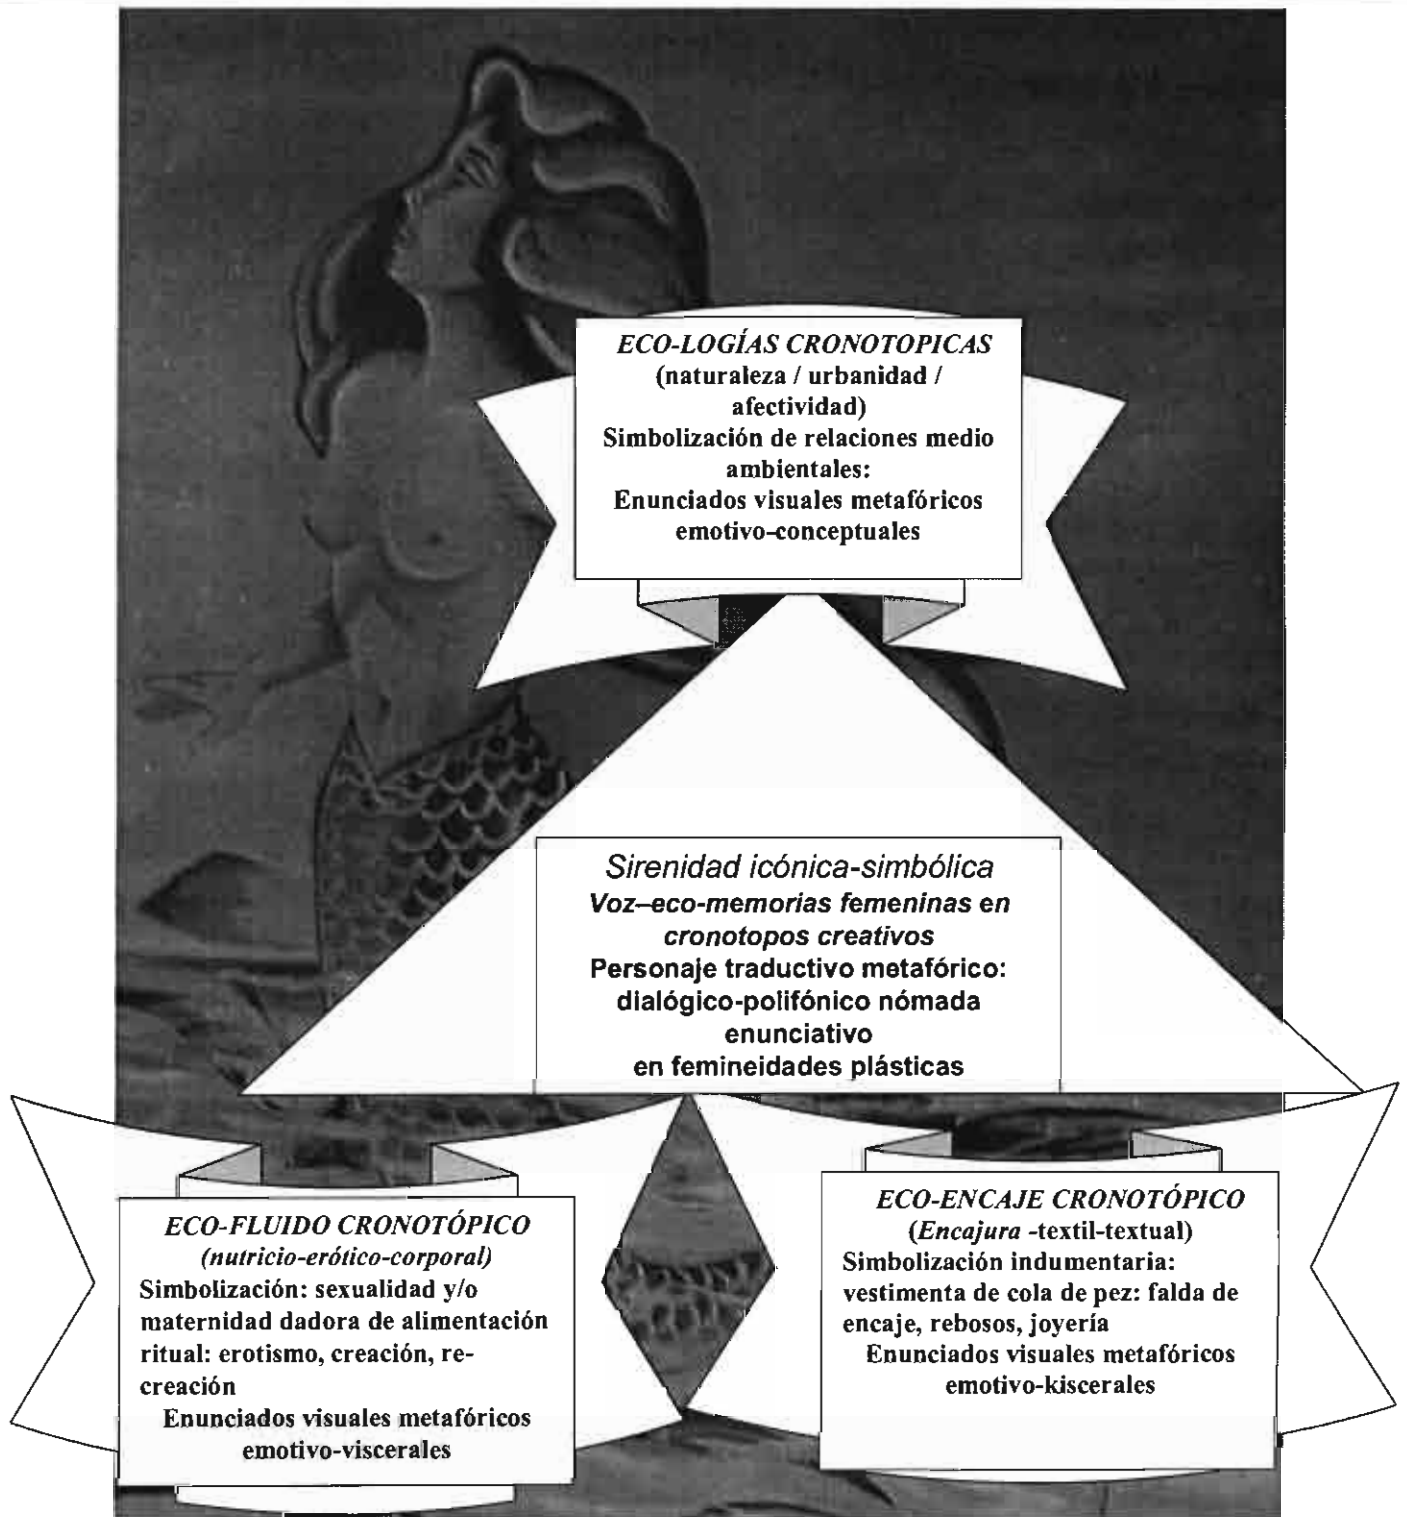 ECO-LOGÍAS CRONOTOPICAS
(naturaleza / urbanidad /
afectividad)
Simbolización de relaciones medio
ambientales:
Enunciados visuales metafóricos
emotivo-conceptuales
Sirenidad icónica-simbólica
Voz–eco-memorias femeninas en
cronotopos creativos
Personaje traductivo metafórico:
dialógico-polifónico nómada
enunciativo
en femineidades plásticas
ECO-FLUIDO CRONOTÓPICO
(nutricio-erótico-corporal)
Simbolización: sexualidad y/o
maternidad dadora de alimentación
ritual: erotismo, creación, re-
creación
Enunciados visuales metafóricos
emotivo-viscerales
ECO-ENCAJE CRONOTÓPICO
(Encajura -textil-textual)
Simbolización indumentaria:
vestimenta de cola de pez: falda de
encaje, rebosos, joyería
Enunciados visuales metafóricos
emotivo-kiscerales